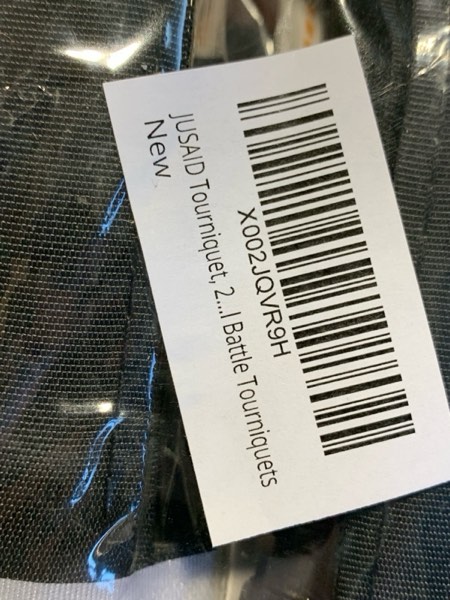 X002JQVR9H
JUSAID Tourniquet, 2...l Battle Tourniquets
New